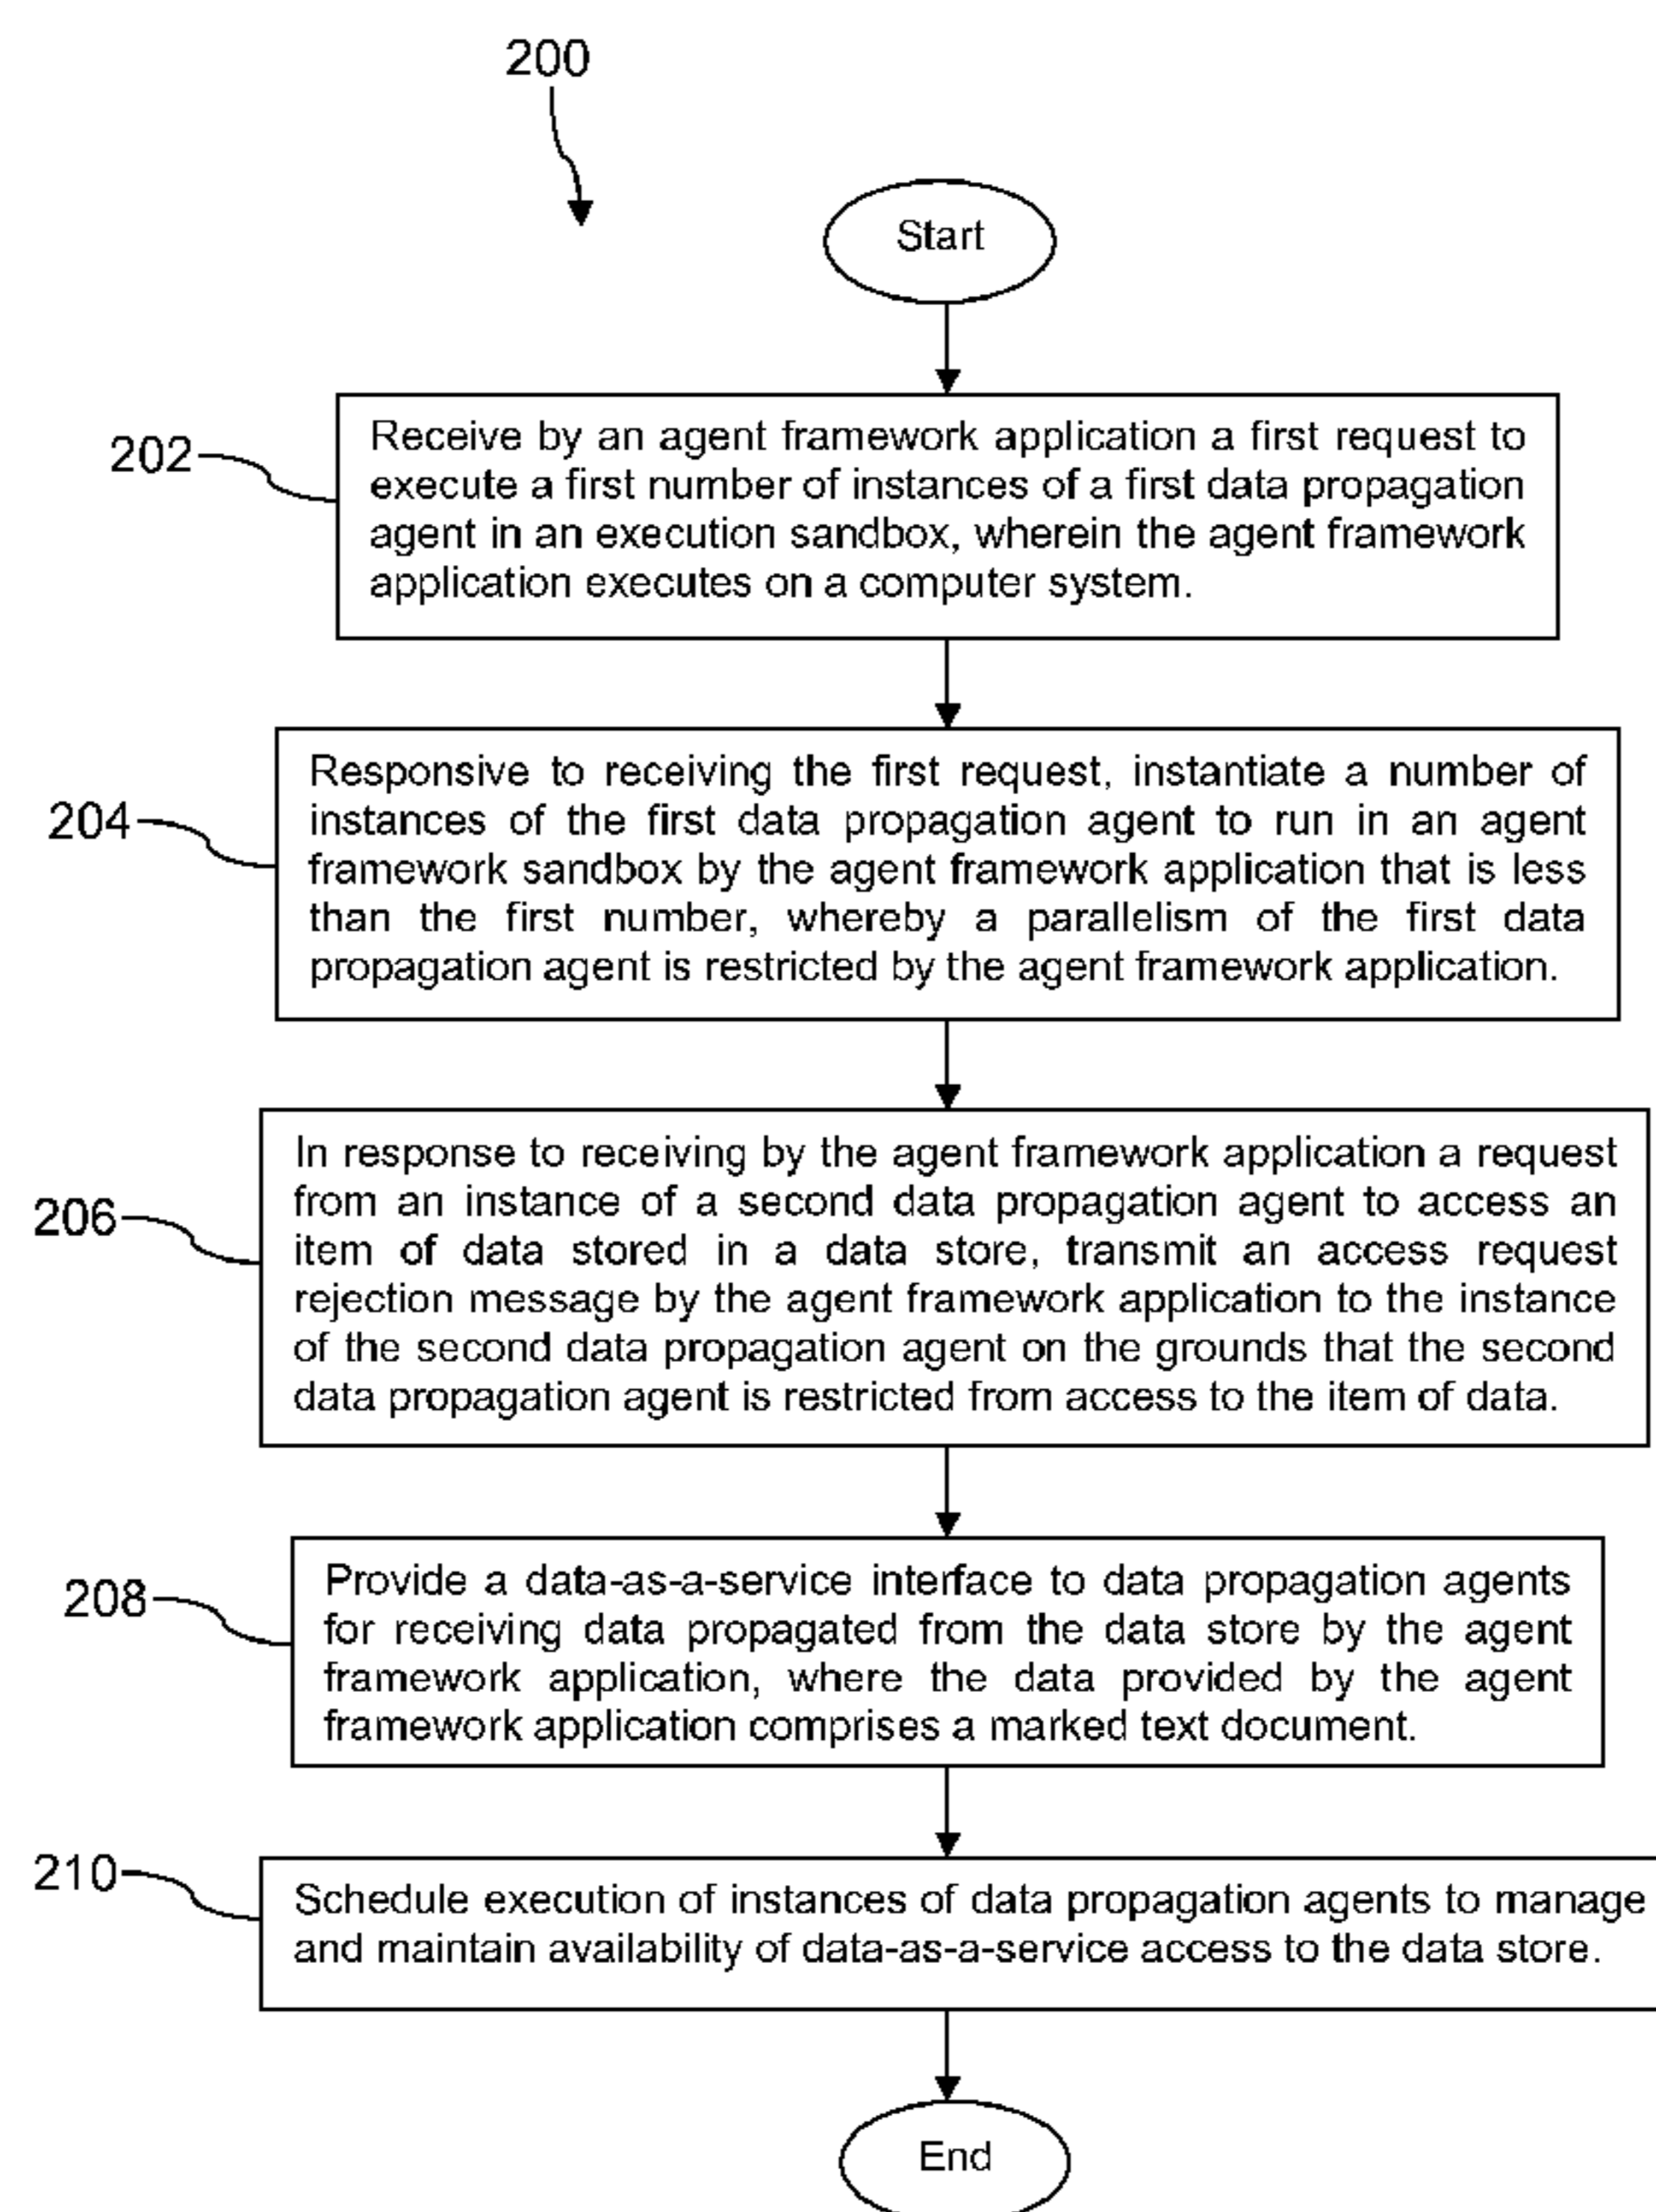 200
Start
202
Receive by an agent framework application a first request to
execute a first number of instances of a first data propagation
agent in an execution sandbox, wherein the agent framework
application executes on a computer system.
204
Responsive to receiving the first request, instantiate a number of
instances of the first data propagation agent to run in an agent
framework sandbox by the agent framework application that is less
than the first number, whereby a parallelism of the first data
propagation agent is restricted by the agent framework application.
206
In response to receiving by the agent framework application a request
from an instance of a second data propagation agent to access an
item of data stored in a data store, transmit an access request
rejection message by the agent framework application to the instance
of the second data propagation agent on the grounds that the second
data propagation agent is restricted from access to the item of data.
208
Provide a data-as-a-service interface to data propagation agents
for receiving data propagated from the data store by the agent
framework application, where the data provided by the agent
framework application comprises a marked text document.
210
Schedule execution of instances of data propagation agents to manage
and maintain availability of data-as-a-service access to the data store.
End